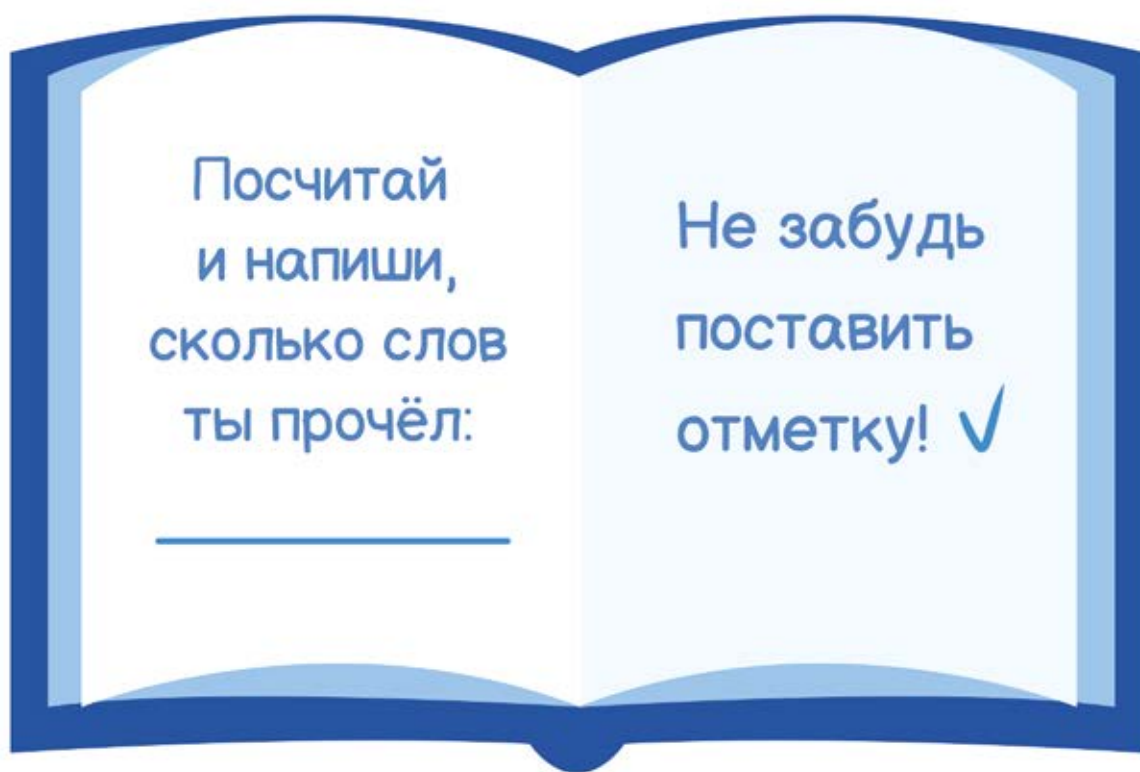 Посчитай
и напиши,
сколько слов
ты прочёл:
Не забудь
поставить
отметку! √